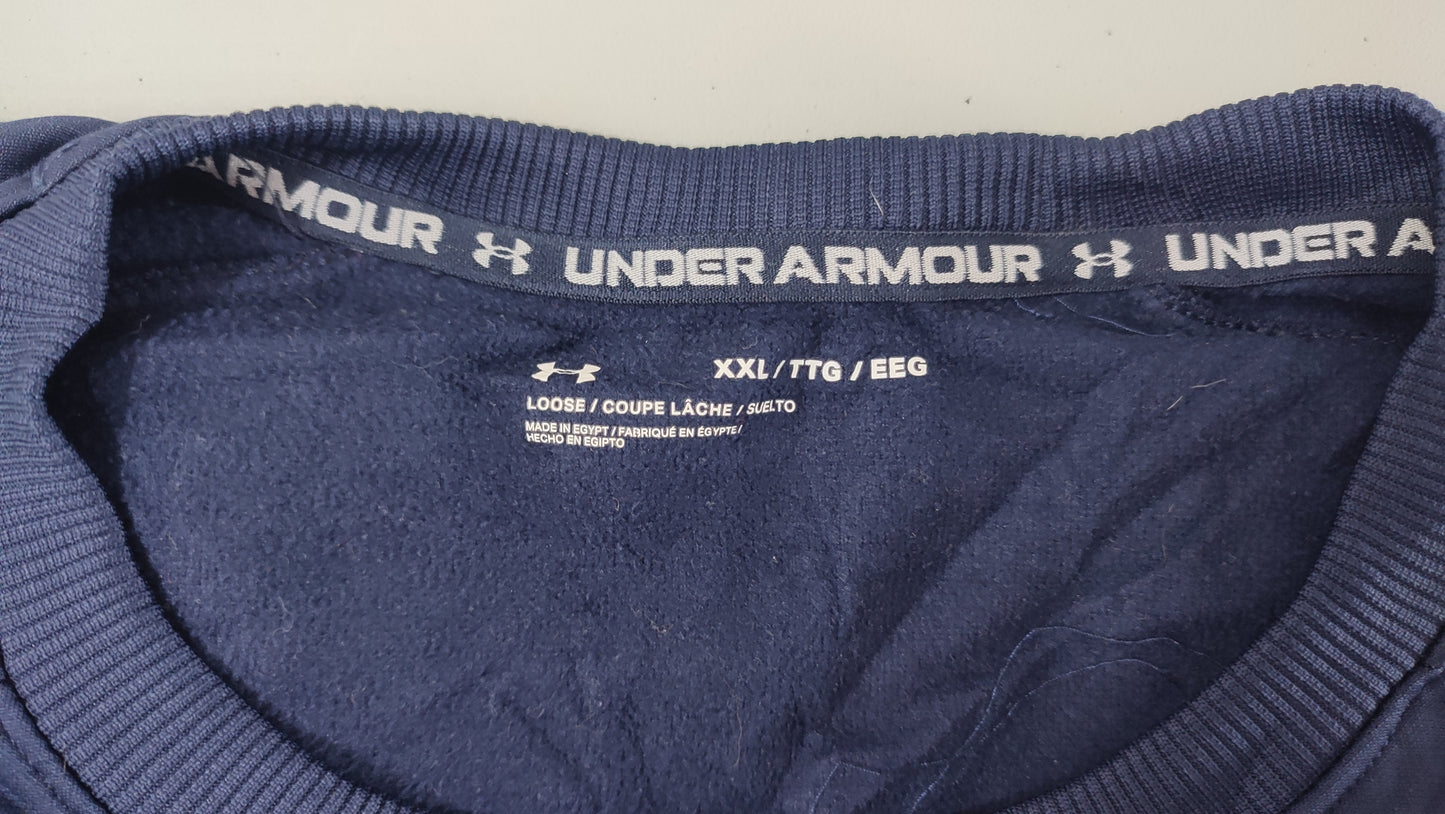 ARMOUR UNDER ARMOUR UNDER A
XXL / TTG / EEG
LOOSE / COUPE LÂCHE / SUELTO
MADE IN EGYPT / FABRIQUÉ EN ÉGYPTE /
HECHO EN EGIPTO